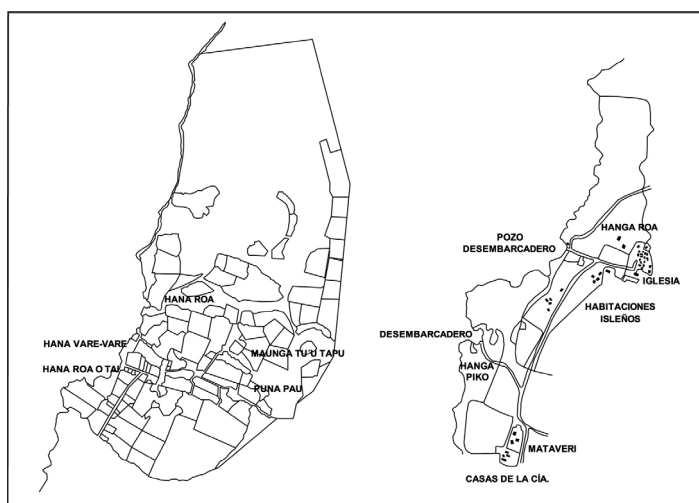 HANA ROA
HANA VARE-VARE
MAUNGA TU U TAPU
HANA ROA O TAI
PUNA PAU
HANGA ROA
POZO
DESEMBARCADERO
IGLESIA
HABITACIONES
ISLEÑOS
DESEMBARCADERO
HANGA
PIKO
MATAVERI
CASAS DE LA CÍA.